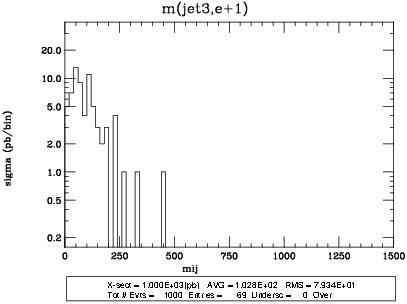 m(jet3,e+1)
sigma (pb/bin)
20.0
10.0
5.0
2.0
1.0
0.5
0.2
0 250 500 750 1000 1250 1500
mij
X-sect = 1.000E+03(pb) AVG = 1.028E+02 RMS = 7.934E+01
Tot # Evts = 1000 Entries = 69 Undersc = 0 Over